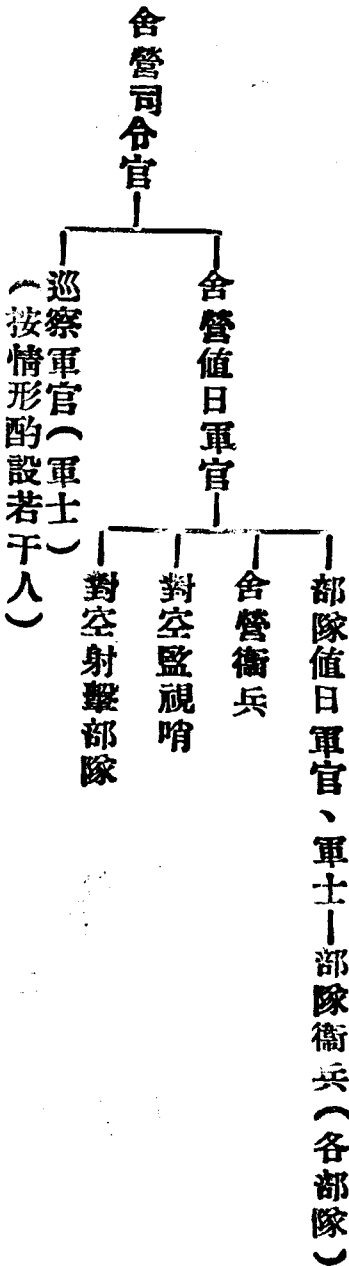 舍營司令官
舍營值日軍官
部隊值日軍官、軍士—部隊衞兵(各部隊)
舍營衞兵
對空監視哨
對空射擊部隊
巡察軍官(軍士)
(按情形酌設若干人)